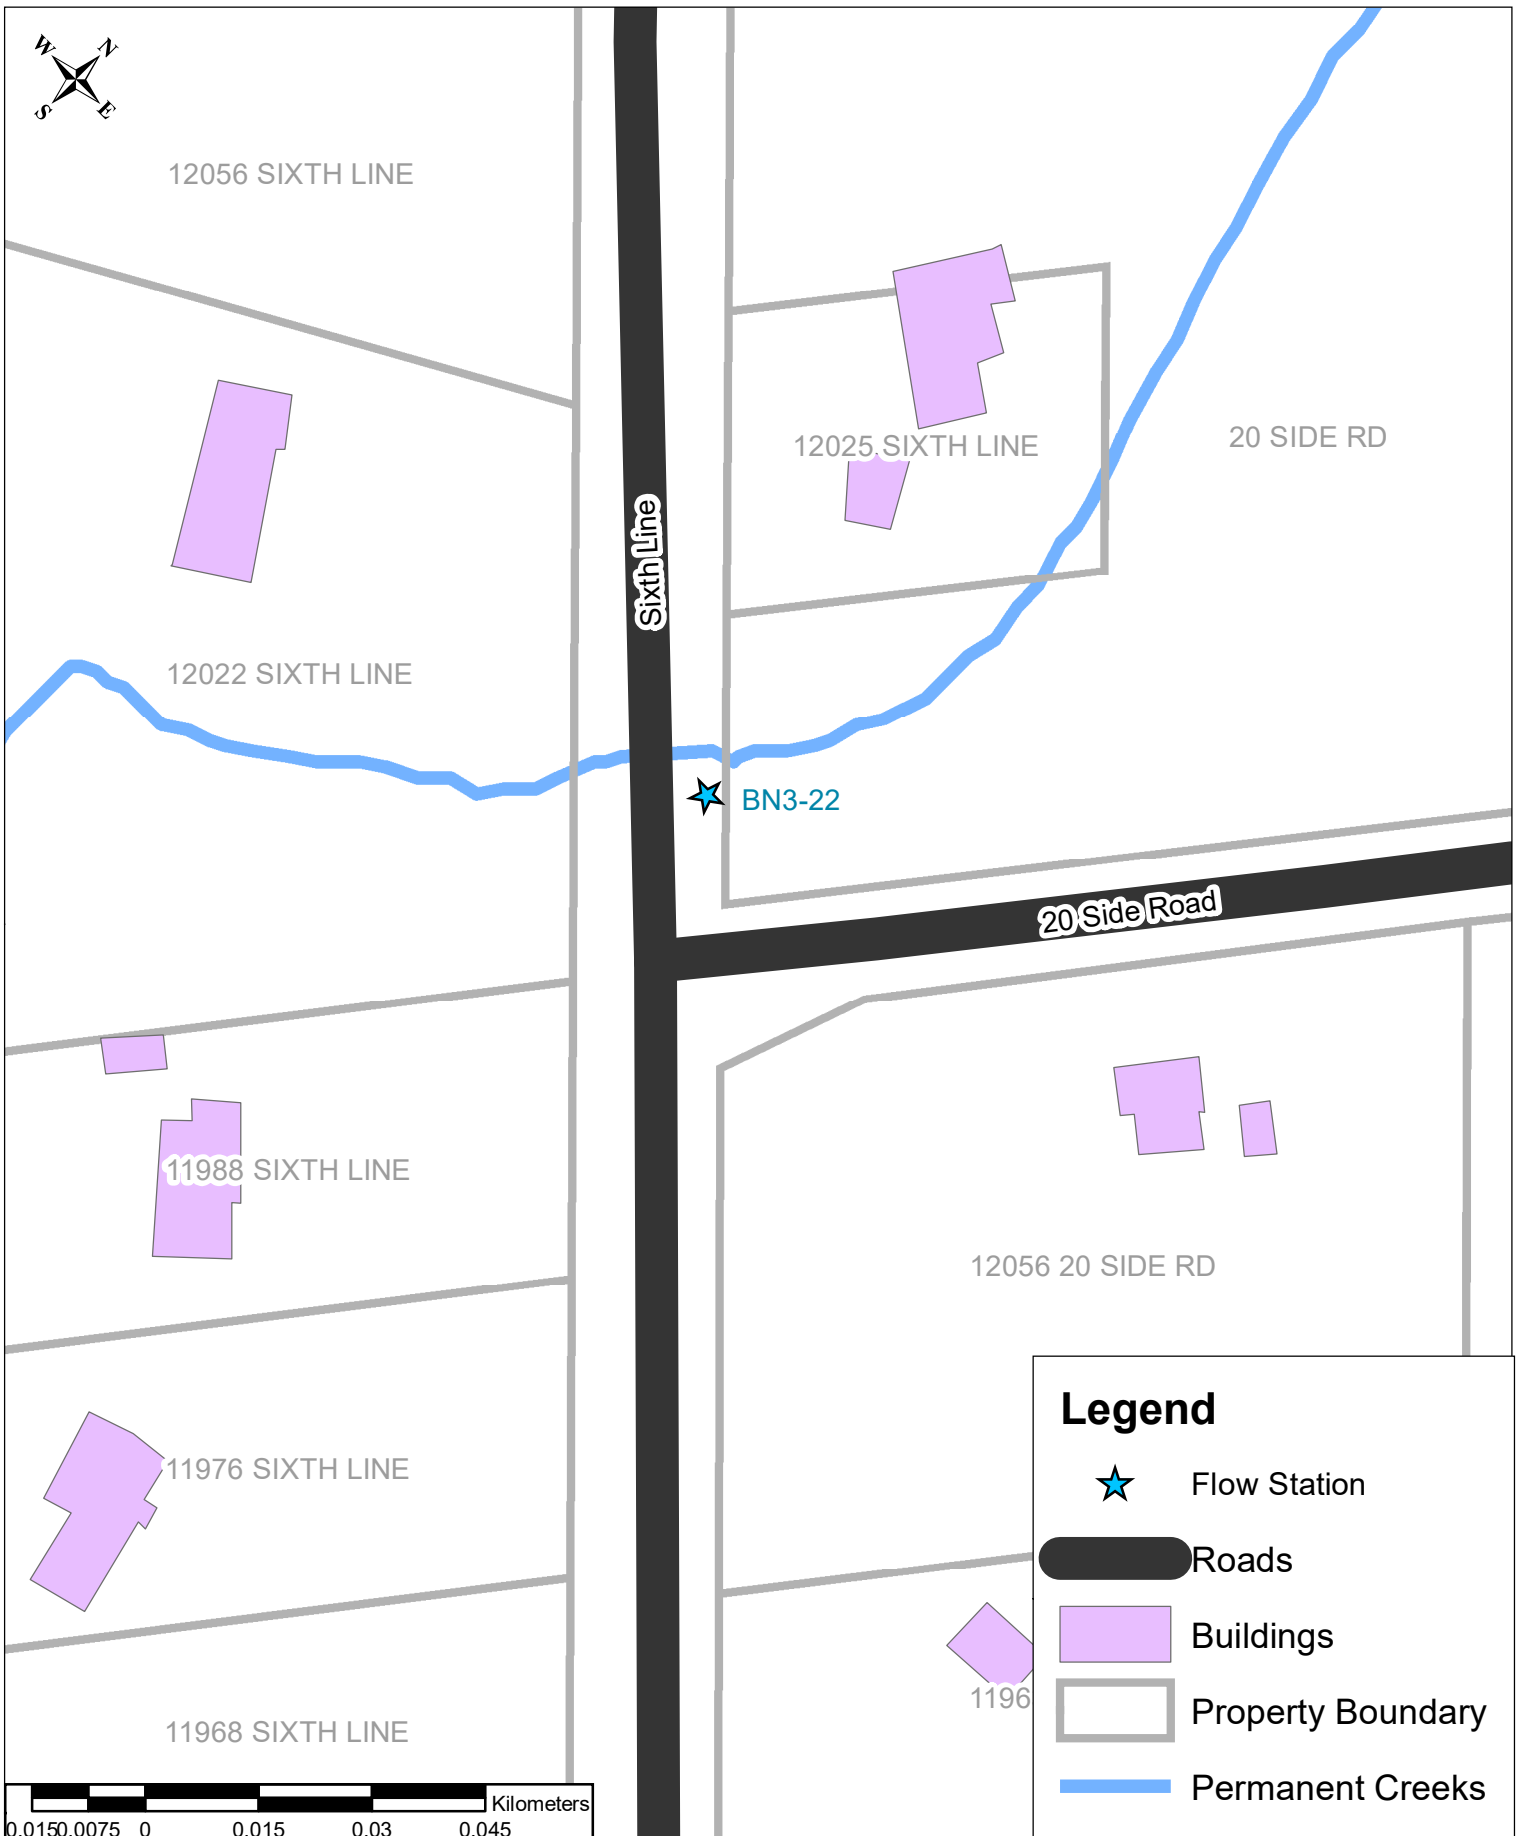 W N
S E
12056 SIXTH LINE
12025 SIXTH LINE
20 SIDE RD
Sixth Line
12022 SIXTH LINE
BN3-22
20 Side Road
11988 SIXTH LINE
12056 20 SIDE RD
Legend
11976 SIXTH LINE
Flow Station
Roads
Buildings
1196
Property Boundary
11968 SIXTH LINE
Permanent Creeks
Kilometers
0.015 0.0075 0 0.015 0.03 0.045